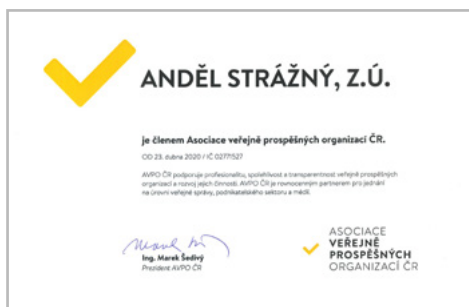 ANDĚL STRÁŽNÝ, Z.Ú.
je členem Asociace veřejně prospěšných organizací ČR.
OD 23. dubna 2020 / IČ 02771527
AVPO ČR podporuje profesionalitu, spolehlivost a transparentnost veřejně prospěšných
organizací a rozvoj jejich činnosti. AVPO ČR je rovnocenným partnerem pro jednání
na úrovni veřejné správy, podnikatelského sektoru a médií.
Ing. Marek Šedivý
Prezident AVPO ČR
ASOCIACE
VEŘEJNĚ
PROSPĚŠNÝCH
ORGANIZACÍ ČR